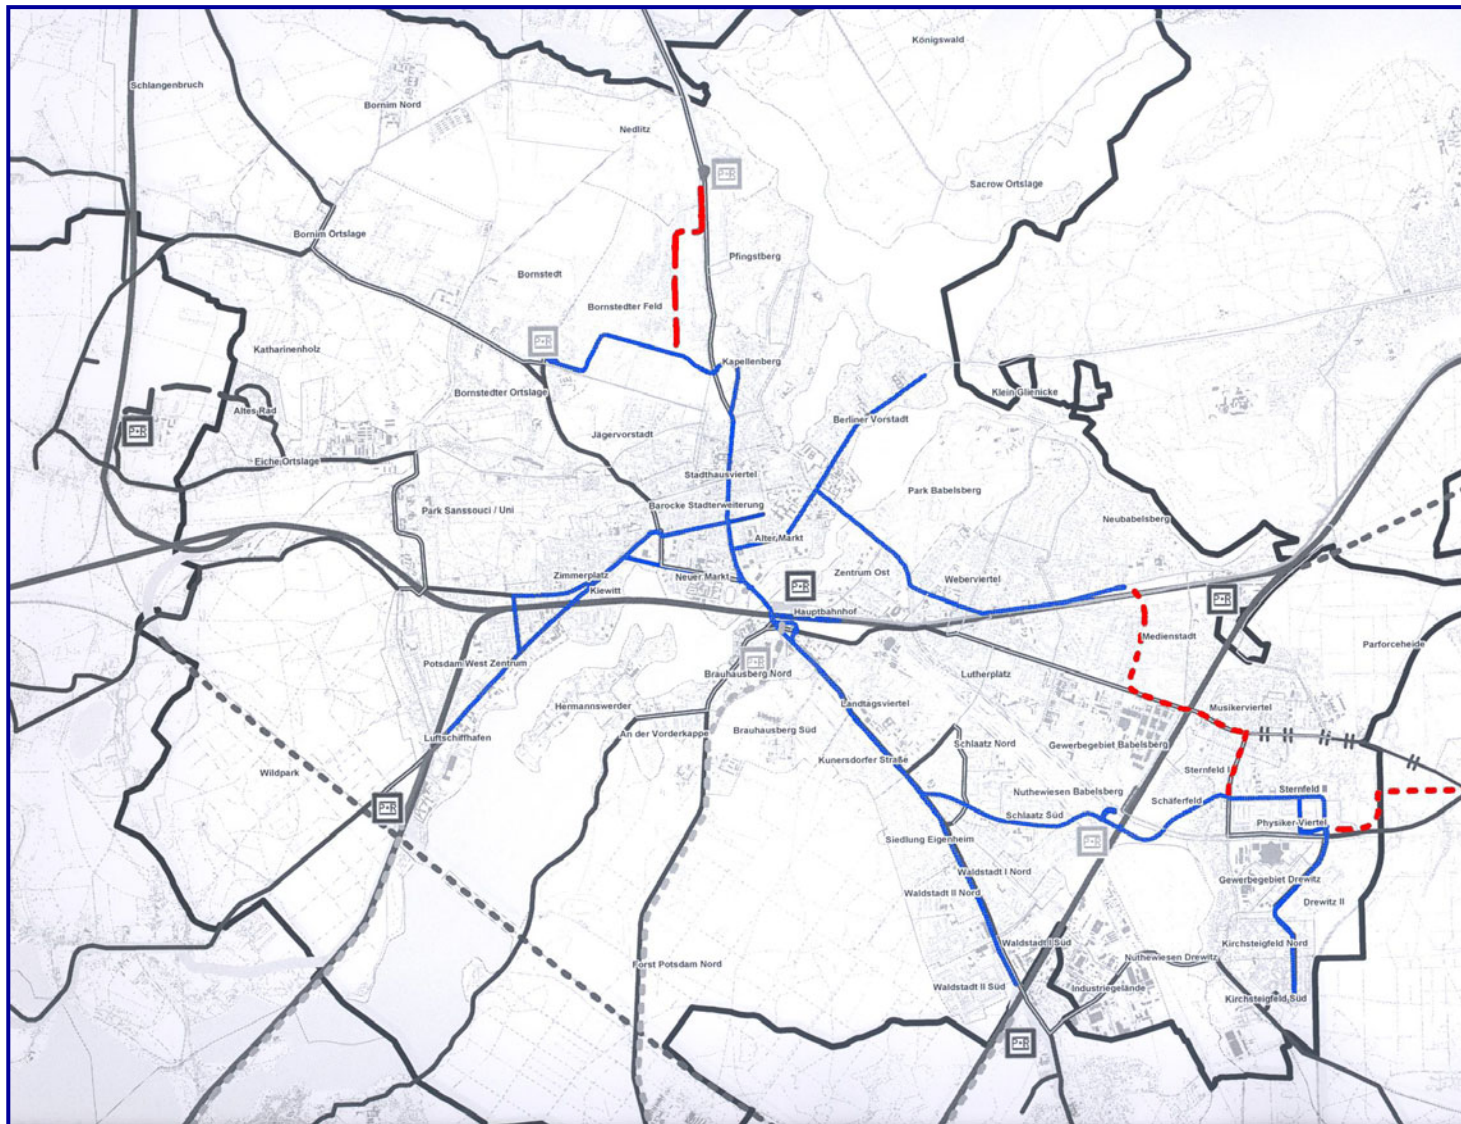 Königswald
Schlangenbruch
Bornim Nord
Nedlitz
P+R
Sacrow Ortslage
Bornim Ortslage
Pfingstberg
Bornstedt
Bornstedter Feld
P+R
Katharinenholz
Kapellenberg
Bornstedter Ortslage
Klein Glienicke
Altes Rad
Berliner Vorstadt
P+R
Jägervorstadt
Eiche Ortslage
Stadthausviertel
Park Babelsberg
Barocke Stadterweiterung
Park Sanssouci / Uni
Neubabelsberg
Alter Markt
Zentrum Ost
Zimmerplatz
Neuer Markt
Weberviertel
Kiewitt
P+R
P+R
Hauptbahnhof
Medienstadt
Parforceheide
Potsdam West Zentrum
P+R
Brauhausberg Nord
Lutherplatz
Hermannswerder
Landtagsviertel
Musikerviertel
An der Vorderkappe
Brauhausberg Süd
Luftschiffhafen
Schlaatz Nord
Gewerbegebiet Babelsberg
Kunersdorfer Straße
Wildpark
Sternfeld I
Nuthewiesen Babelsberg
Sternfeld II
Schäferfeld
P+R
Schlaatz Süd
Physiker-Viertel
Siedlung Eigenheim
P+R
Waldstadt I Nord
Gewerbegebiet Drewitz
Waldstadt II Nord
Drewitz II
Waldstadt I Süd
Kirchsteigfeld Nord
Nuthewiesen Drewitz
Forst Potsdam Nord
Waldstadt II Süd
Industriegelände
Kirchsteigfeld Süd
P+R